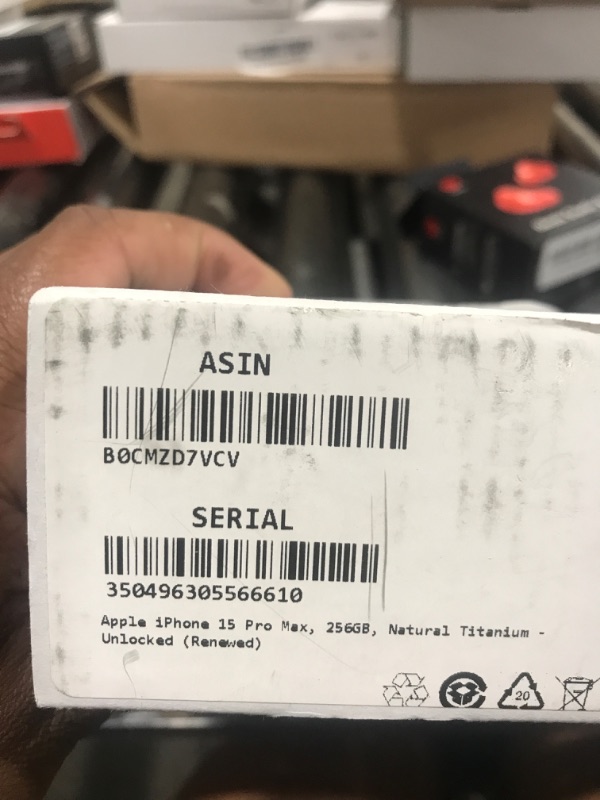 ASIN
B0CMZD7VCV
SERIAL
350496305566610
Apple iPhone 15 Pro Max, 256GB, Natural Titanium -
Unlocked (Renewed)
20